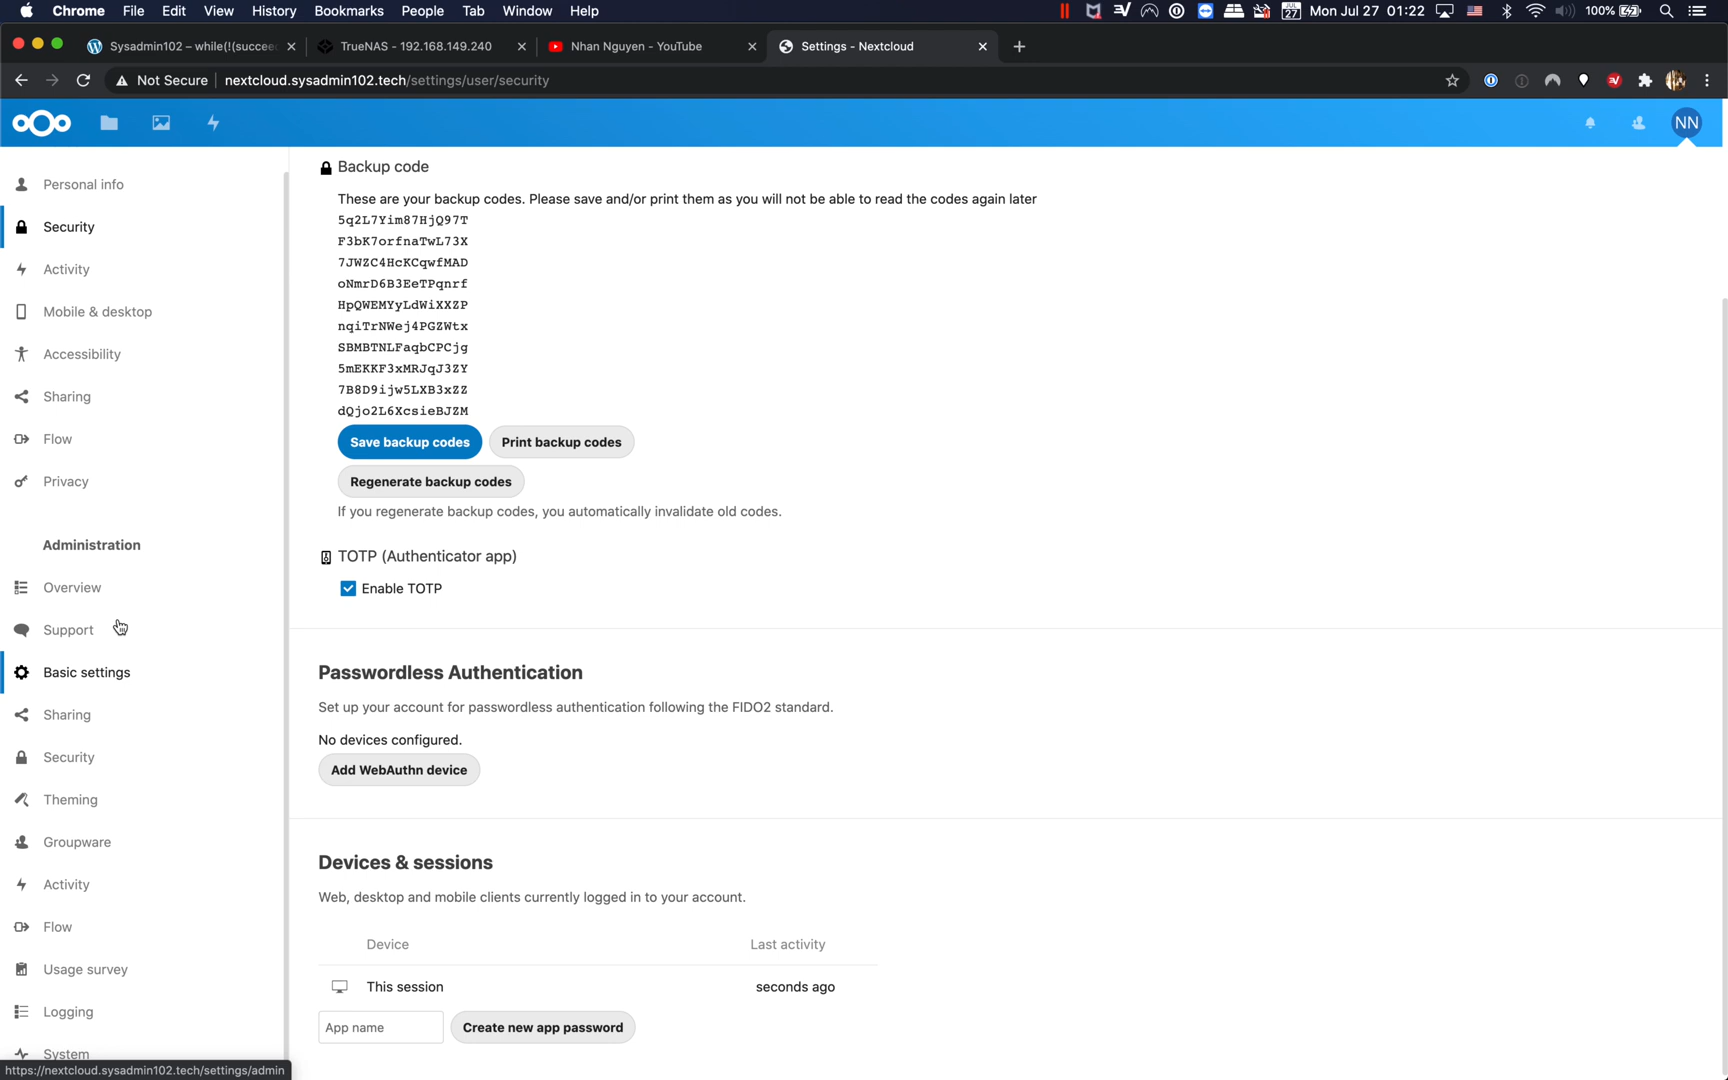 Chrome File Edit View History Bookmarks People Tab Window Help
JUL 27 Mon Jul 27 01:22 100%
Sysadmin102 – while(!(succee
TrueNAS - 192.168.149.240
Nhan Nguyen - YouTube
Settings - Nextcloud
Not Secure nextcloud.sysadmin102.tech/settings/user/security
NN
Personal info
Security
Activity
Mobile & desktop
Accessibility
Sharing
Flow
Privacy
Administration
Overview
Support
Basic settings
Sharing
Security
Theming
Groupware
Activity
Flow
Usage survey
Logging
System
https://nextcloud.sysadmin102.tech/settings/admin
Backup code
These are your backup codes. Please save and/or print them as you will not be able to read the codes again later
5q2L7Yim87HjQ97T
F3bK7orfnaTwL73X
7JWZC4HcKCqwfMAD
oNmrD6B3EeTPqnrf
HpQWEMYyLdWiXXZP
nqiTrNWej4PGZWtx
SBMBTNLFaqbCPCjg
5mEKKF3xMRJqJ3ZY
7B8D9ijw5LXB3xZZ
dQjo2L6XcsieBJZM
Save backup codes Print backup codes
Regenerate backup codes
If you regenerate backup codes, you automatically invalidate old codes.
TOTP (Authenticator app)
Enable TOTP
Passwordless Authentication
Set up your account for passwordless authentication following the FIDO2 standard.
No devices configured.
Add WebAuthn device
Devices & sessions
Web, desktop and mobile clients currently logged in to your account.
Device Last activity
This session seconds ago
App name Create new app password